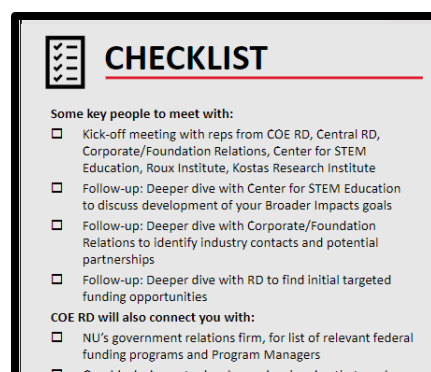 CHECKLIST
Some key people to meet with:
Kick-off meeting with reps from COE RD, Central RD,
Corporate/Foundation Relations, Center for STEM
Education, Roux Institute, Kostas Research Institute
Follow-up: Deeper dive with Center for STEM Education
to discuss development of your Broader Impacts goals
Follow-up: Deeper dive with Corporate/Foundation
Relations to identify industry contacts and potential
partnerships
Follow-up: Deeper dive with RD to find initial targeted
funding opportunities
COE RD will also connect you with:
NU's government relations firm, for list of relevant federal
funding programs and Program Managers